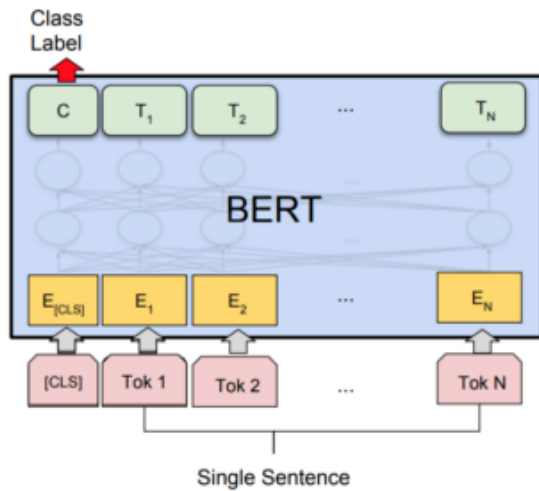 Class
Label
C T1 T2 ... TN
...
BERT
...
E[CLS] E1 E2 ... EN
[CLS] Tok 1 Tok 2 ... Tok N
Single Sentence